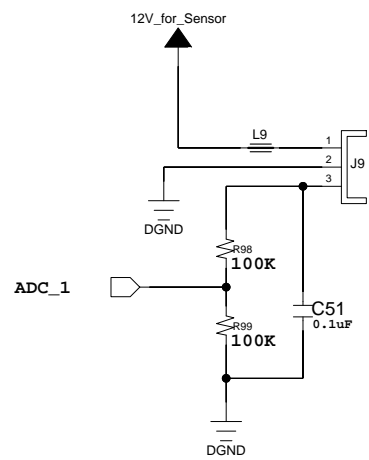 12V_for_Sensor
L9
1
2
3
J9
DGND
R98
100K
ADC_1
R99
100K
C51
0.1uF
DGND